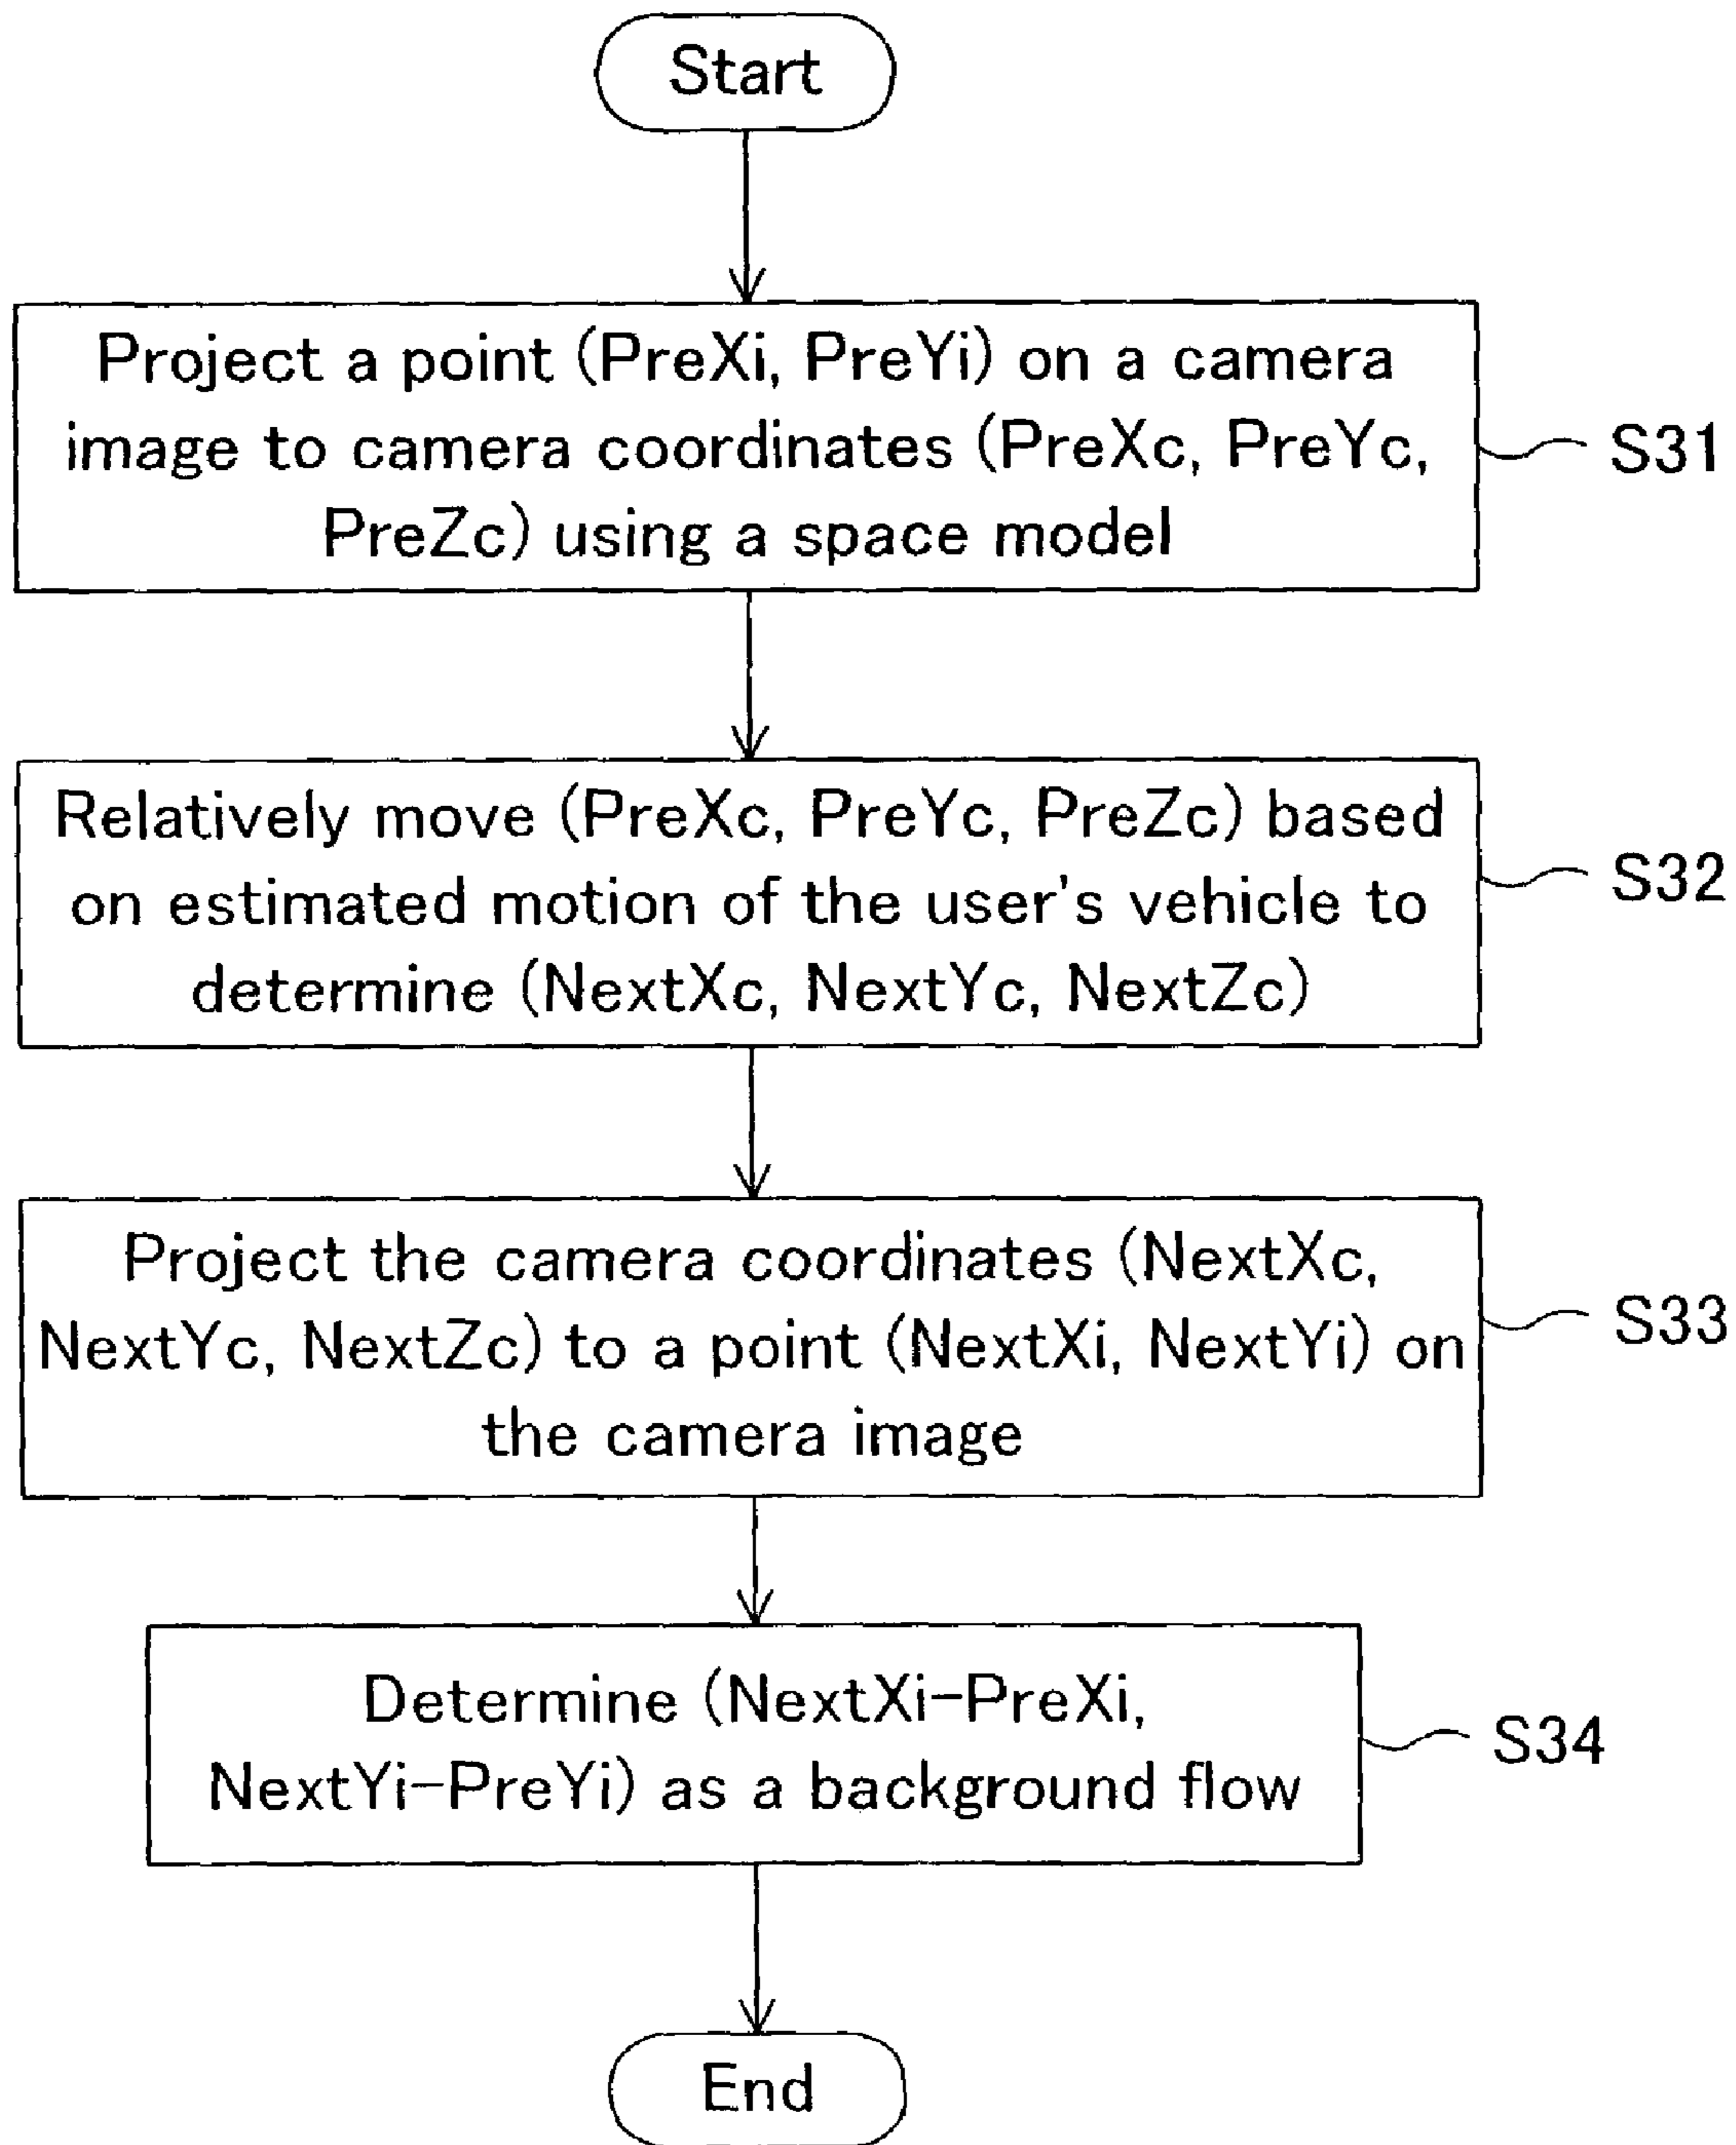 Start
Project a point (PreXi, PreYi) on a camera
image to camera coordinates (PreXc, PreYc,
PreZc) using a space model
S31
Relatively move (PreXc, PreYc, PreZc) based
on estimated motion of the user's vehicle to
determine (NextXc, NextYc, NextZc)
S32
Project the camera coordinates (NextXc,
NextYc, NextZc) to a point (NextXi, NextYi) on
the camera image
S33
Determine (NextXi-PreXi,
NextYi-PreYi) as a background flow
S34
End